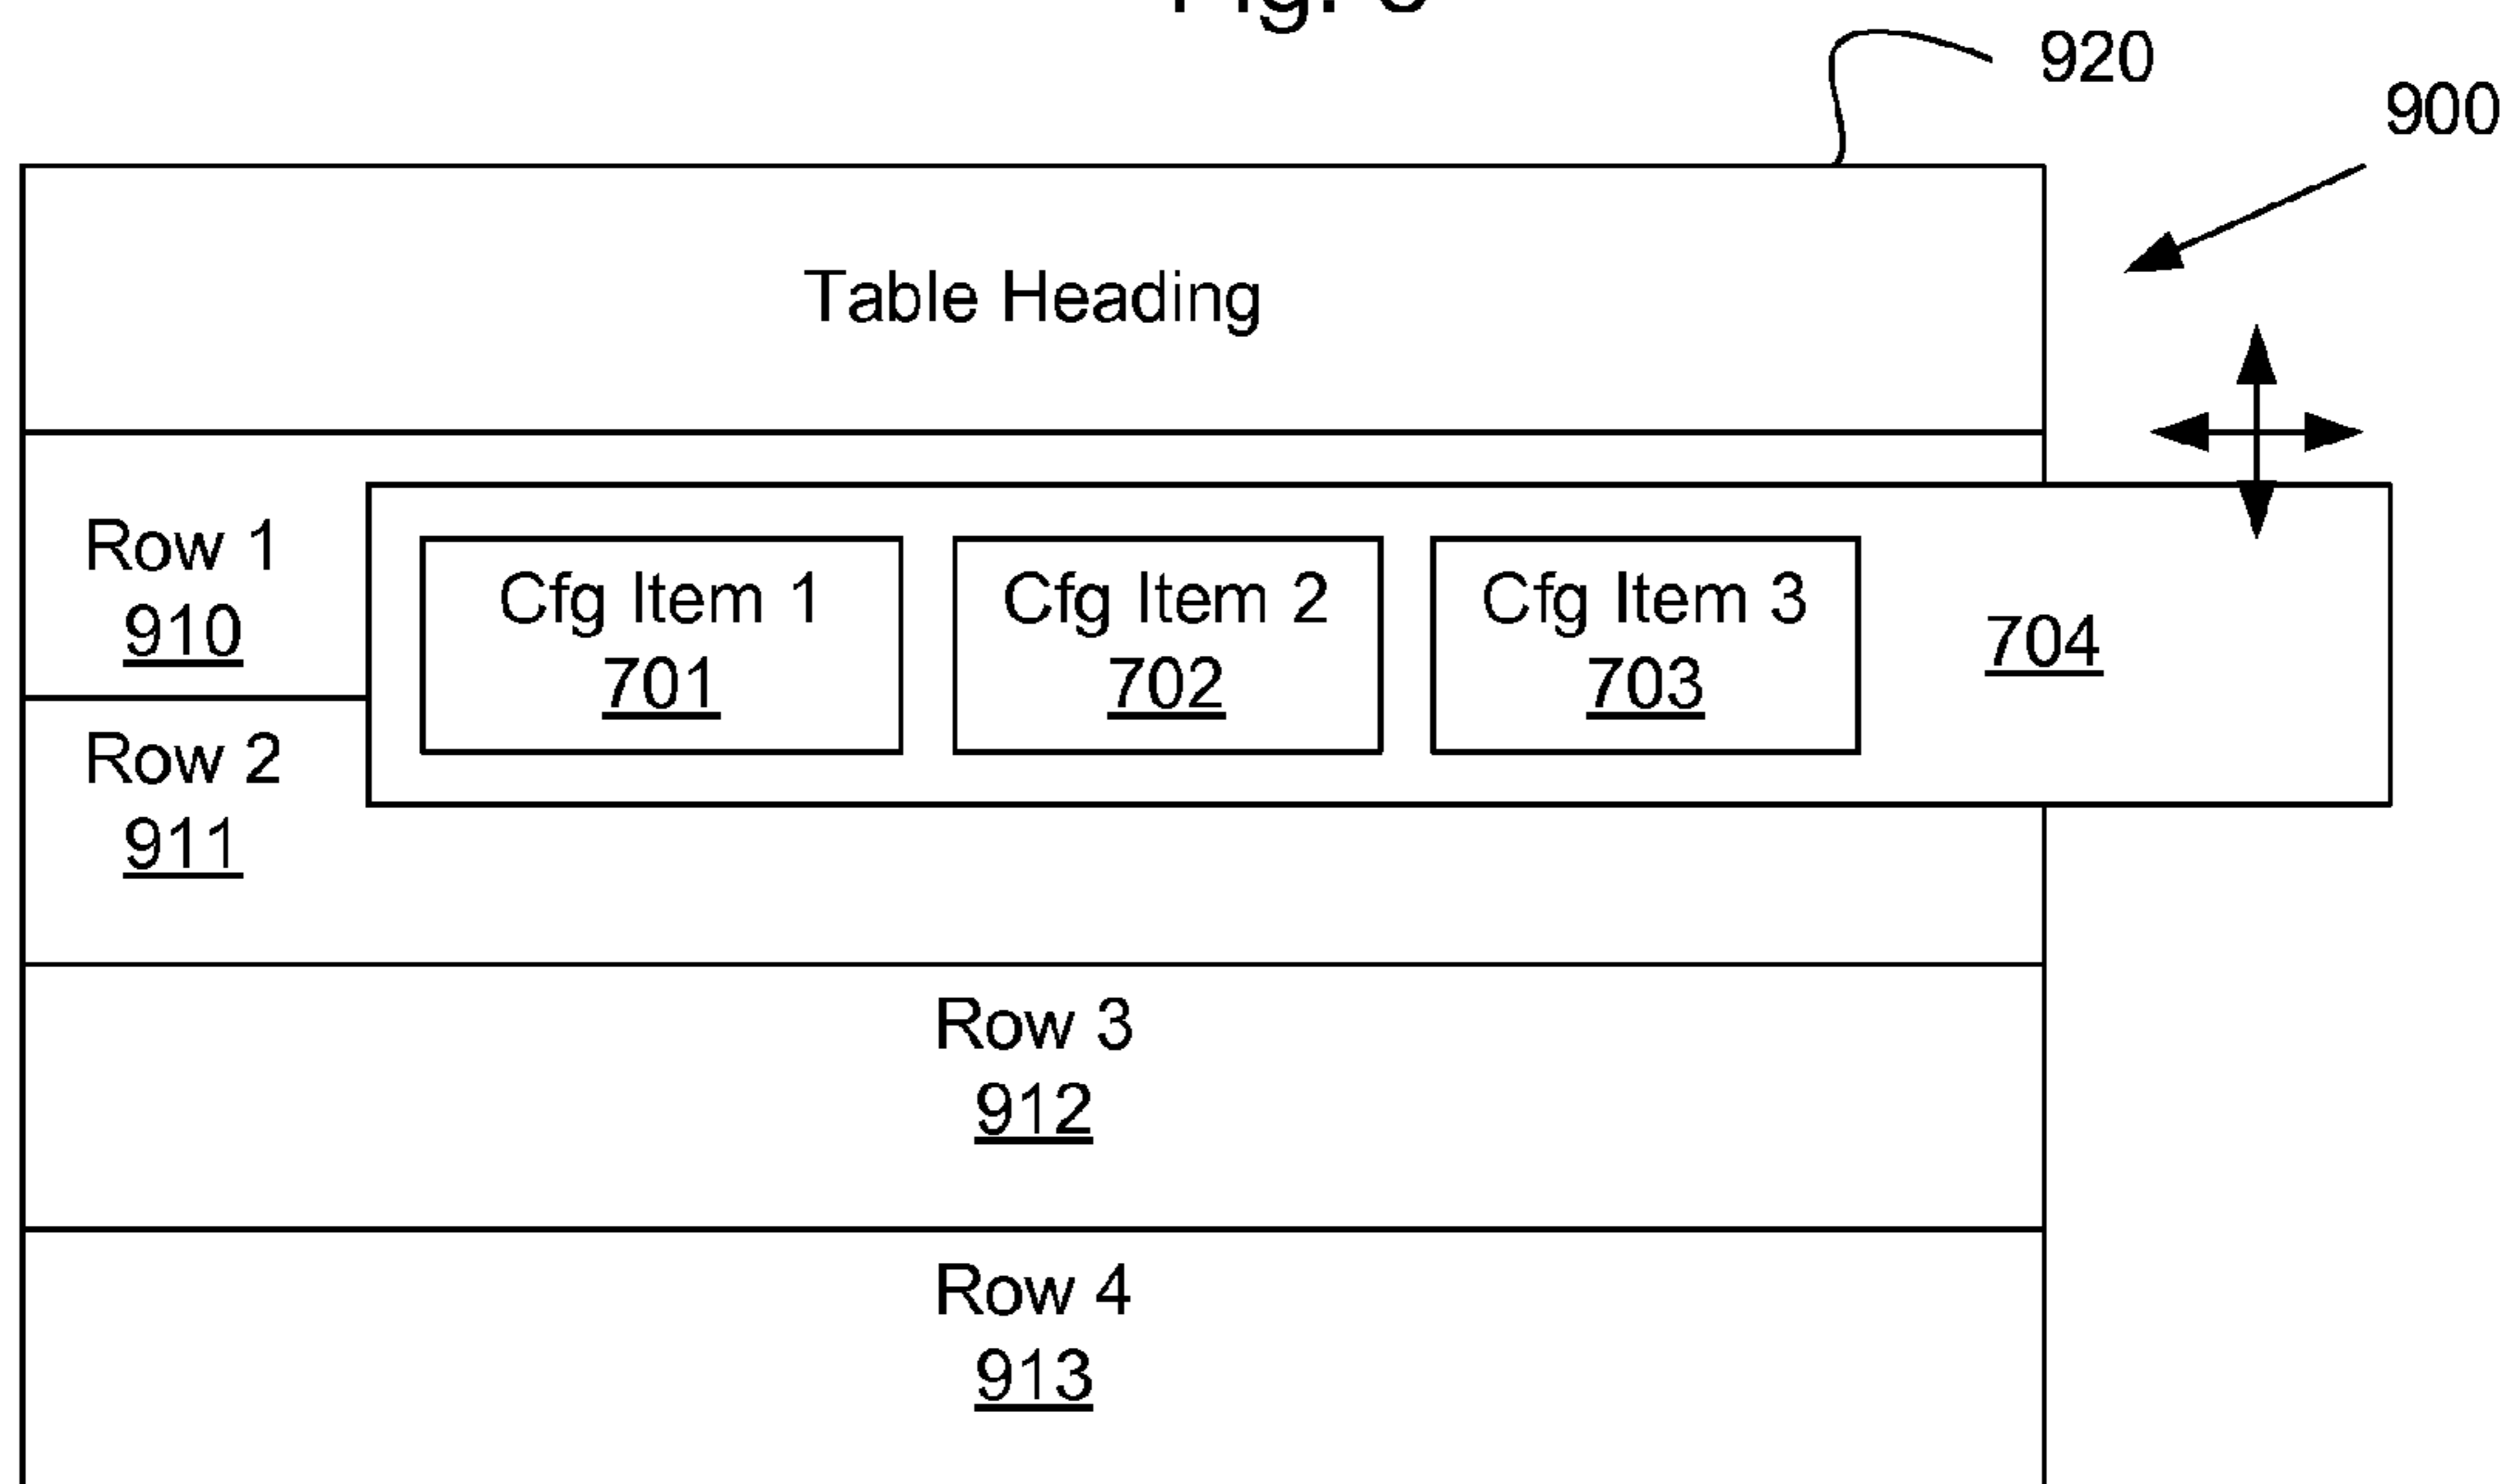 920
900
Table Heading
Row 1
910
Cfg Item 1
701
Cfg Item 2
702
Cfg Item 3
703
704
Row 2
911
Row 3
912
Row 4
913